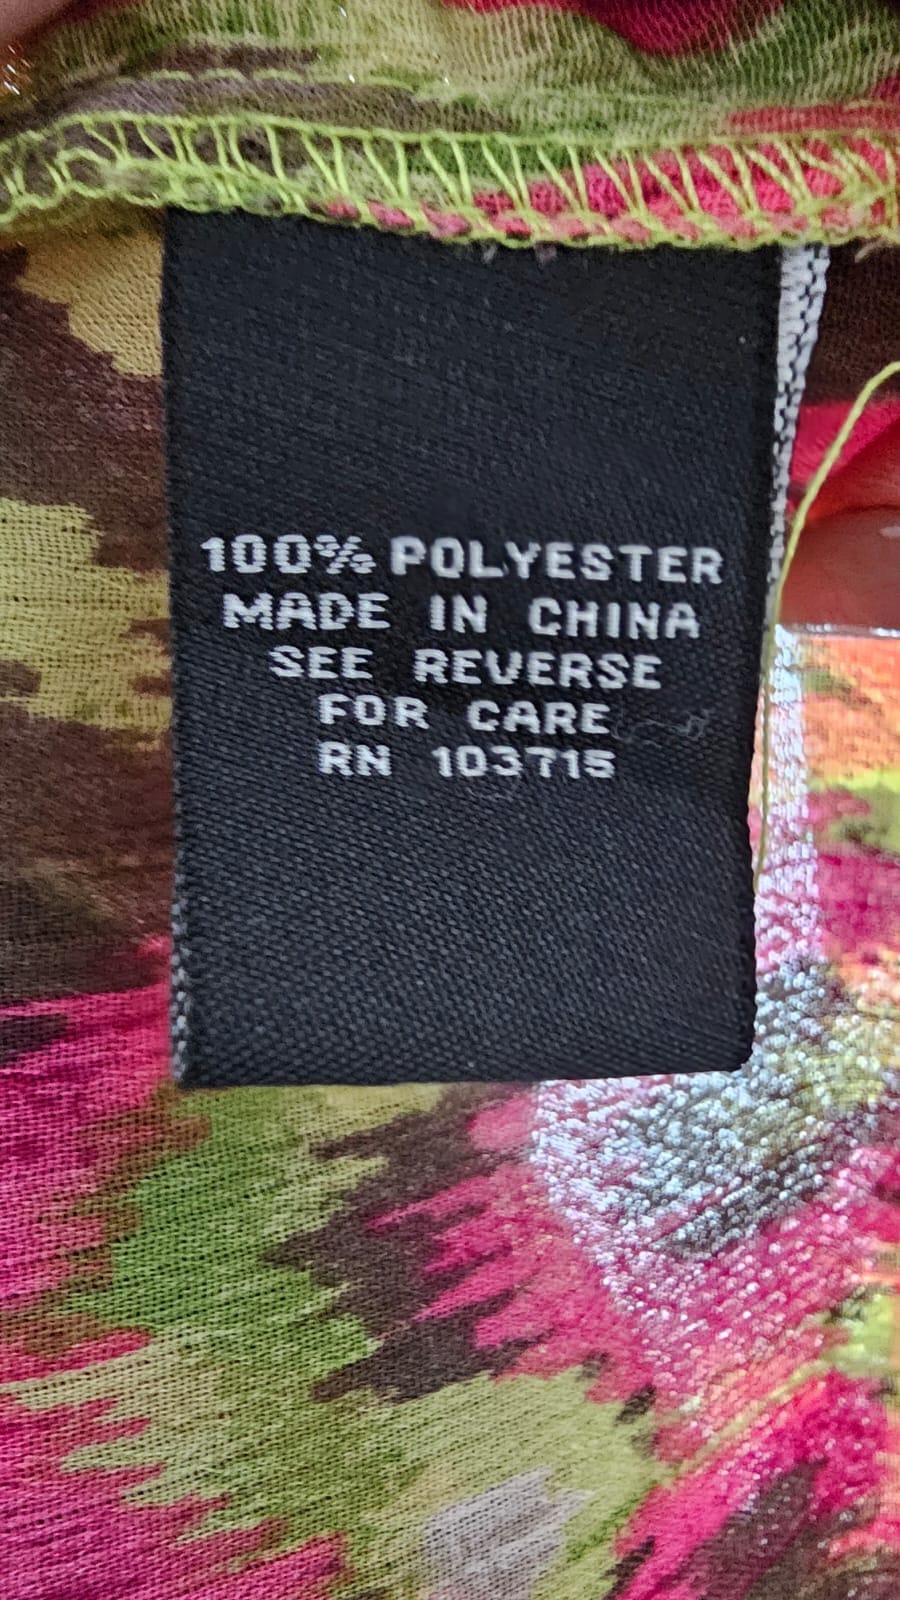 100% POLYESTER
MADE IN CHINA
SEE REVERSE
FOR CARE
RN 103715